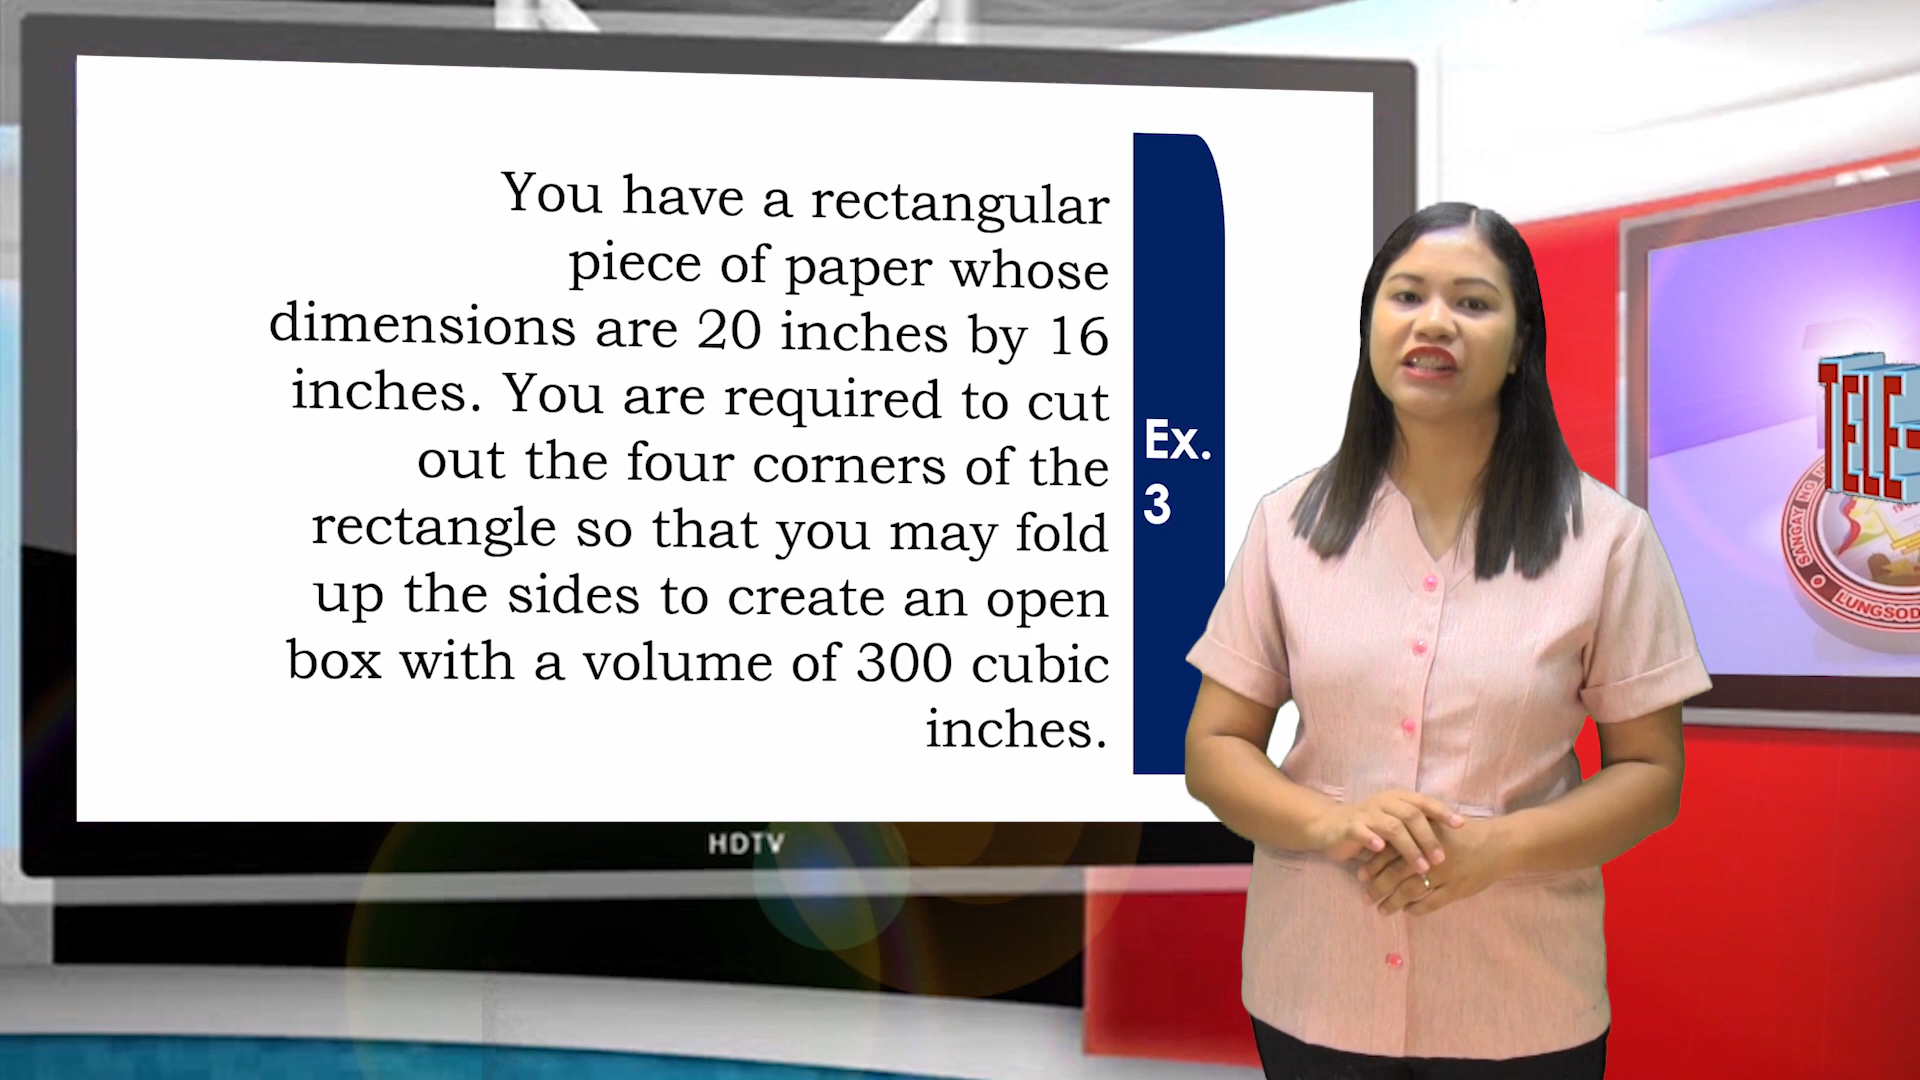 You have a rectangular
piece of paper whose
dimensions are 20 inches by 16
inches. You are required to cut
out the four corners of the
rectangle so that you may fold
up the sides to create an open
box with a volume of 300 cubic
inches.
Ex.
3
HDTV
TELE-
SANGAY NG
LUNGSOD